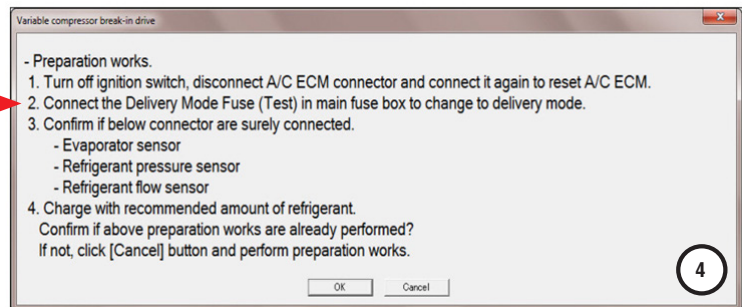 Variable compressor break-in drive
- Preparation works.
1. Turn off ignition switch, disconnect A/C ECM connector and connect it again to reset A/C ECM.
2. Connect the Delivery Mode Fuse (Test) in main fuse box to change to delivery mode.
3. Confirm if below connector are surely connected.
- Evaporator sensor
- Refrigerant pressure sensor
- Refrigerant flow sensor
4. Charge with recommended amount of refrigerant.
Confirm if above preparation works are already performed?
If not, click [Cancel] button and perform preparation works.
OK Cancel
4